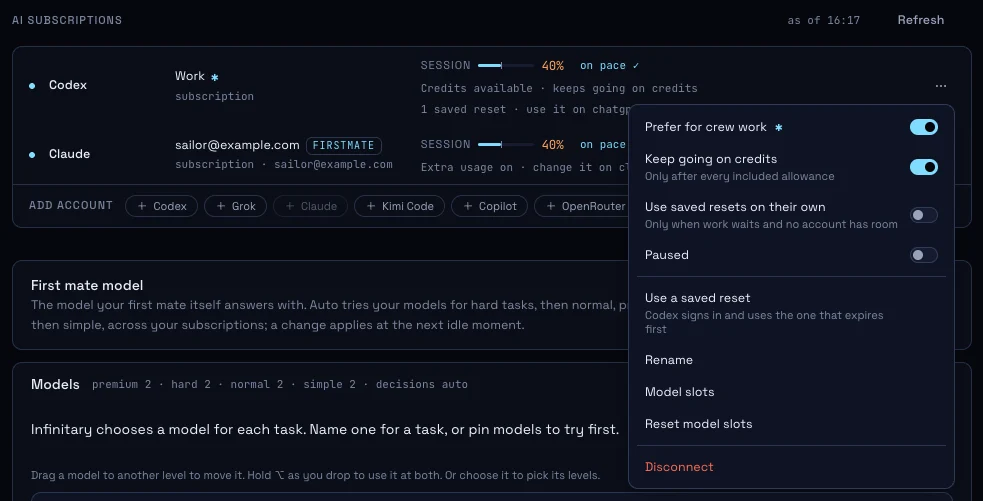 AI SUBSCRIPTIONS
as of 16:17
Refresh
Codex
Work *
subscription
SESSION 40% on pace ✓
Credits available · keeps going on credits
1 saved reset · use it on
...
Claude
sailor@example.com FIRSTMATE
subscription · sailor@example.com
SESSION 40% on pace
Extra usage on · change it on
ADD ACCOUNT + Codex + Grok + Claude + Kimi Code + Copilot + OpenRouter
First mate model
The model your first mate itself answers with. Auto tries your models for hard tasks, then normal,
then simple, across your subscriptions; a change applies at the next idle moment.
Models premium 2 · hard 2 · normal 2 · simple 2 · decisions auto
Infinitary chooses a model for each task. Name one for a task, or pin models to try first.
Drag a model to another level to move it. Hold ⌥ as you drop to use it at both. Or choose it to pick its levels.
Prefer for crew work *
Keep going on credits
Only after every included allowance
Use saved resets on their own
Only when work waits and no account has room
Paused
Use a saved reset
Codex signs in and uses the one that expires
first
Rename
Model slots
Reset model slots
Disconnect